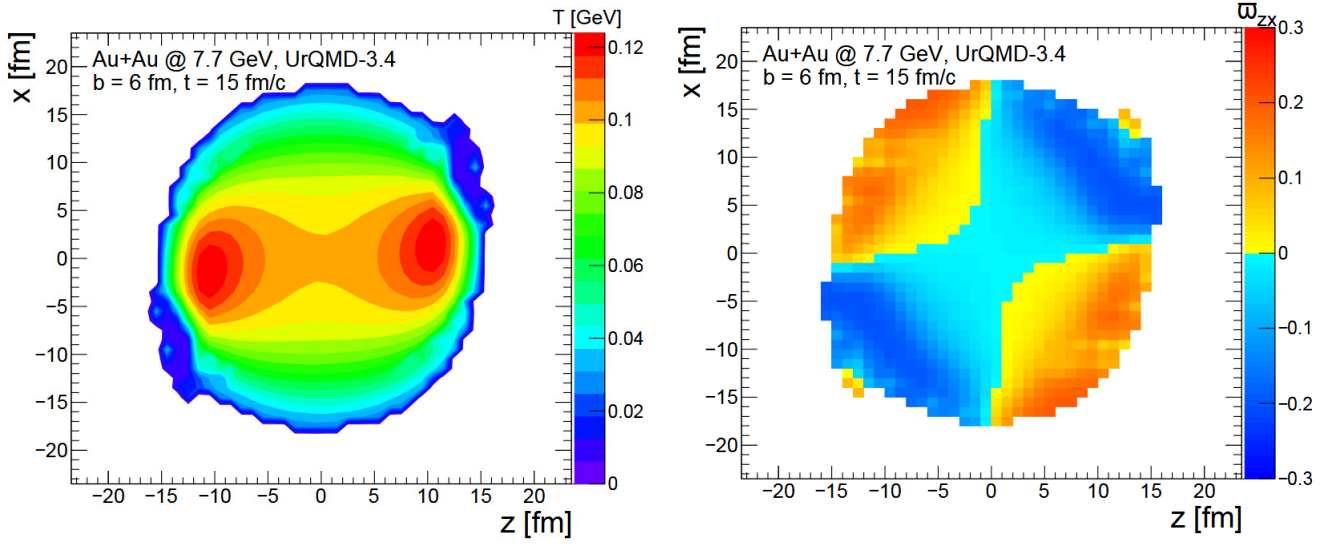 T [GeV]
x [fm]
Au+Au @ 7.7 GeV, UrQMD-3.4
b = 6 fm, t = 15 fm/c
20
15
10
5
0
−5
−10
−15
−20
−20 −15 −10 −5 0 5 10 15 20
z [fm]
0.12
0.1
0.08
0.06
0.04
0.02
0
ϖzx
x [fm]
Au+Au @ 7.7 GeV, UrQMD-3.4
b = 6 fm, t = 15 fm/c
20
15
10
5
0
−5
−10
−15
−20
−20 −15 −10 −5 0 5 10 15 20
z [fm]
0.3
0.2
0.1
0
−0.1
−0.2
−0.3